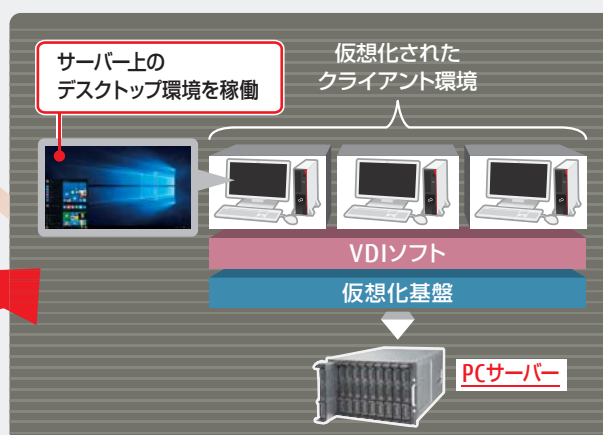 サーバー上の
デスクトップ環境を稼働
仮想化された
クライアント環境
VDIソフト
仮想化基盤
PCサーバー